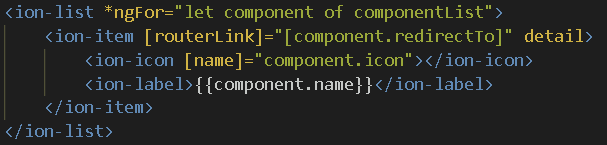 <ion-list *ngFor="let component of componentList">
    <ion-item [routerLink]="[component.redirectTo]" detail>
        <ion-icon [name]="component.icon"></ion-icon>
        <ion-label>{{component.name}}</ion-label>
    </ion-item>
</ion-list>